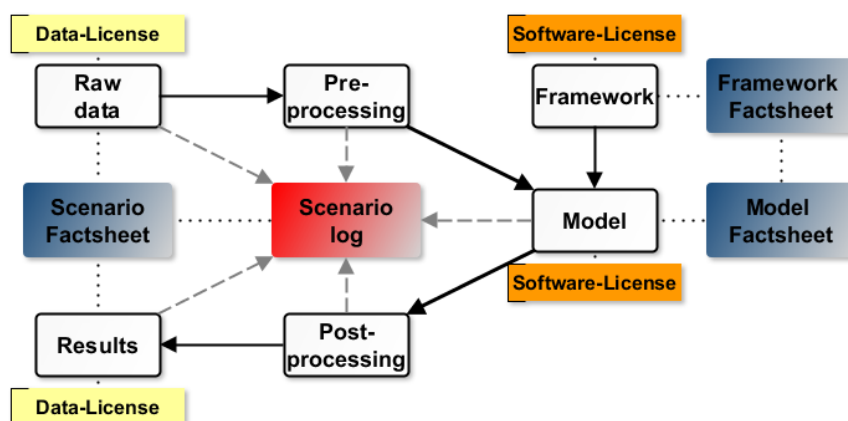 Data-License
Software-License
Raw
data
Pre-
processing
Framework
Framework
Factsheet
Scenario
Factsheet
Scenario
log
Model
Model
Factsheet
Software-License
Results
Post-
processing
Data-License